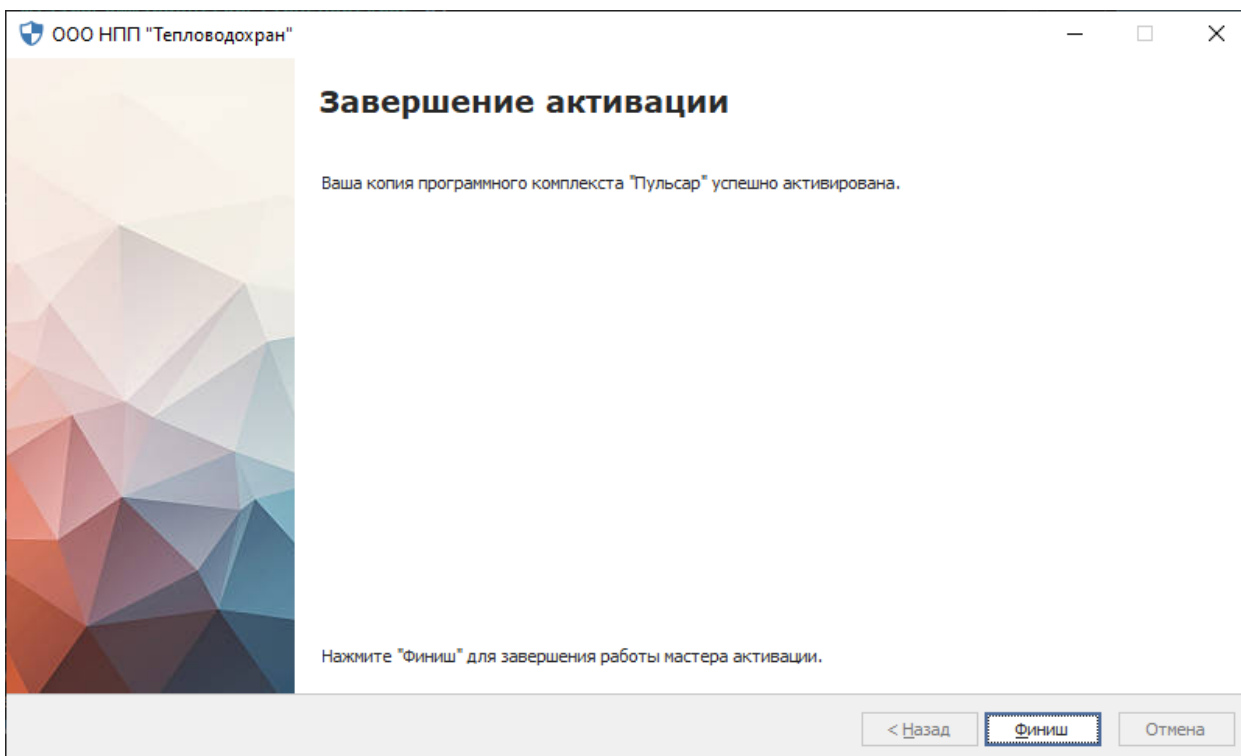 ООО НПП "Тепловодохран"
Завершение активации
Ваша копия программного комплекста "Пульсар" успешно активирована.
Нажмите "Финиш" для завершения работы мастера активации.
< Назад
Финиш
Отмена